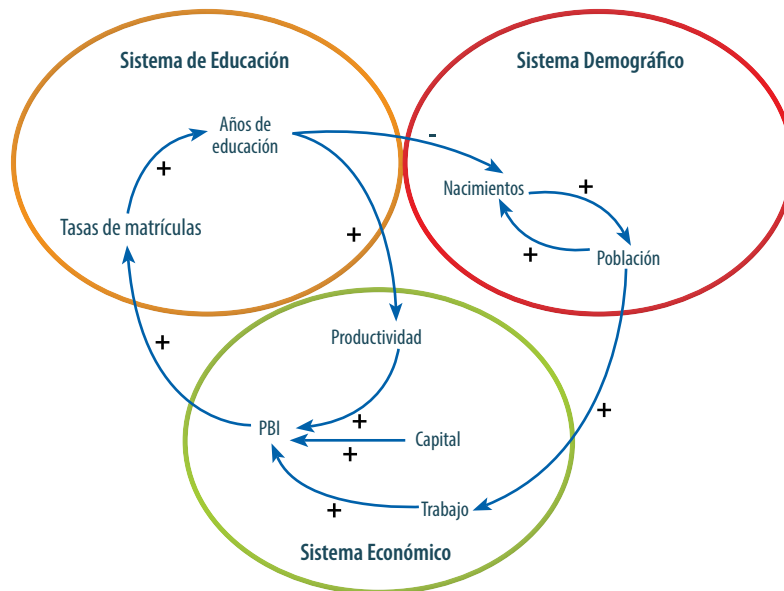 Sistema de Educación
Sistema Demográfico
Años de
educación
-
+
Nacimientos
+
Tasas de matrículas
+
+
Población
+
Productividad
+
PBI
+
Capital
+
+
Trabajo
Sistema Económico